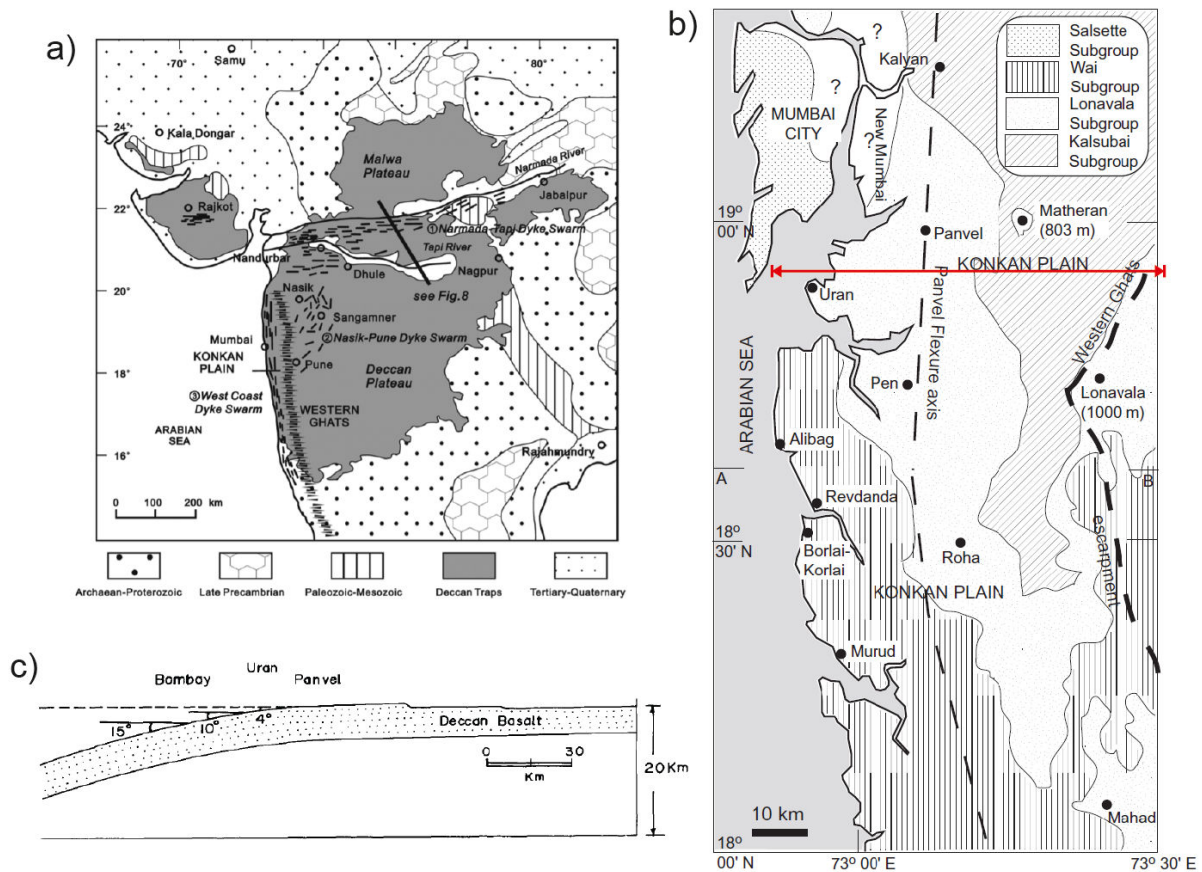 a)
70
80
Samu
24°
Kala Dongar
Malwa
Plateau
Narmada River
Jabalpur
22°
Rajkot
① Narmada-Tapi Dyke Swarm
Tapi River
Nandurbar
Dhule
Nagpur
20°
see Fig.8
Nasik
Sangamner
② Nasik-Pune Dyke Swarm
Mumbai
KONKAN
PLAIN
Pune
18°
Deccan
Plateau
③ West Coast
Dyke Swarm
ARABIAN
SEA
WESTERN
GHATS
16°
Rajahmundry
0 100 200 km
Archaean-Proterozoic
Late Precambrian
Paleozoic-Mesozoic
Deccan Traps
Tertiary-Quaternary
b)
Salsette
Subgroup
Wai
Subgroup
Lonavala
Subgroup
Kalsubai
Subgroup
?
Kalyan
?
MUMBAI
CITY
?
New Mumbai
19°
00' N
Matheran
(803 m)
Panvel
KONKAN PLAIN
Uran
Panvel Flexure axis
Western Ghats
ARABIAN SEA
Pen
Lonavala
(1000 m)
Alibag
A
B
Revdanda
18°
30' N
Borlai-
Korlai
Roha
escarpment
KONKAN PLAIN
Murud
10 km
Mahad
18°
00' N
73° 00' E
73° 30' E
c)
Bombay
Uran
Panvel
15°
10°
4°
Deccan Basalt
0 30
Km
20Km